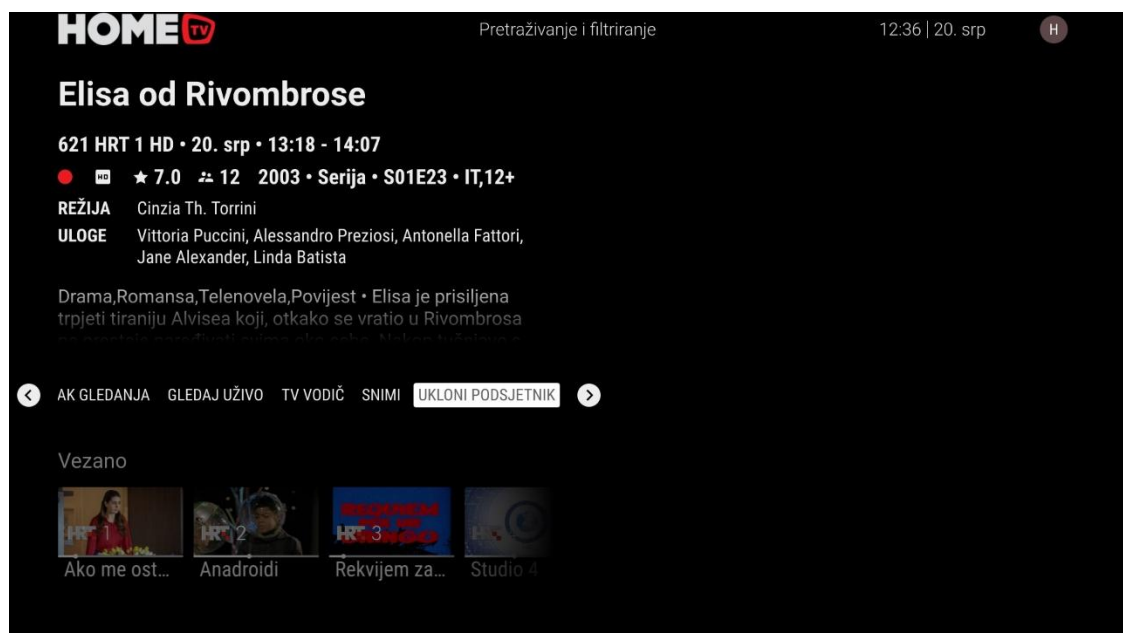 HOME TV
Pretraživanje i filtriranje
12:36 | 20. srp
H
Elisa od Rivombrose
621 HRT 1 HD • 20. srp • 13:18 - 14:07
HD ★ 7.0 12 2003 • Serija • S01E23 • IT,12+
REŽIJA Cinzia Th. Torrini
ULOGE Vittoria Puccini, Alessandro Preziosi, Antonella Fattori,
Jane Alexander, Linda Batista
Drama,Romansa,Telenovela,Povijest • Elisa je prisiljena
trpjeti tiraniju Alvisea koji, otkako se vratio u Rivombrosa
AK GLEDANJA GLEDAJ UŽIVO TV VODIČ SNIMI UKLONI PODSJETNIK
Vezano
HRT 1
HRT 2
HRT 3
Ako me ost...
Anadroidi
Rekvijem za...
Studio 4